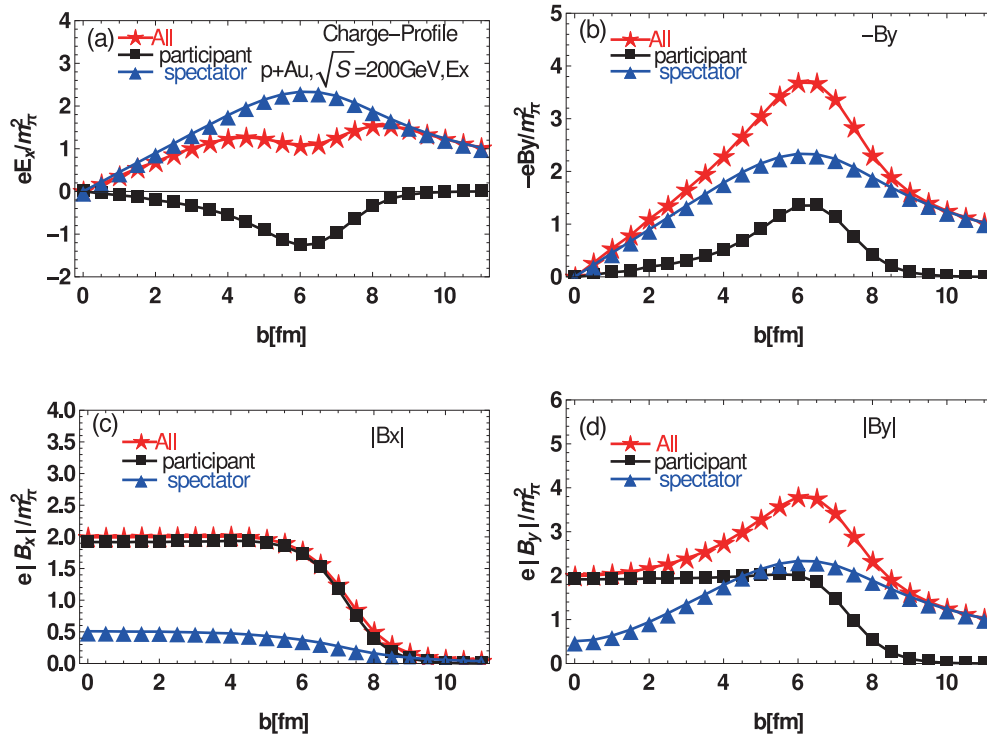 (a)
All
participant
spectator
Charge-Profile
p+Au, √S=200GeV,Ex
eEx/m²π
4
3
2
1
0
−1
−2
0 2 4 6 8 10
b[fm]
(b)
−By
All
participant
spectator
−eBy/m²π
5
4
3
2
1
0
0 2 4 6 8 10
b[fm]
(c)
|Bx|
All
participant
spectator
e|Bx|/m²π
4.0
3.5
3.0
2.5
2.0
1.5
1.0
0.5
0.0
0 2 4 6 8 10
b[fm]
(d)
|By|
All
participant
spectator
e|By|/m²π
6
5
4
3
2
1
0
0 2 4 6 8 10
b[fm]